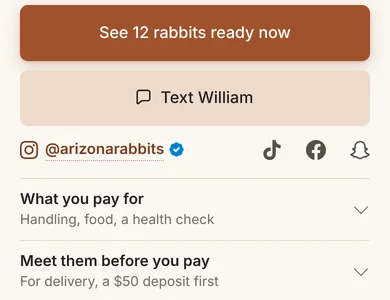 See 12 rabbits ready now
Text William
@arizonarabbits
What you pay for
Handling, food, a health check
Meet them before you pay
For delivery, a $50 deposit first